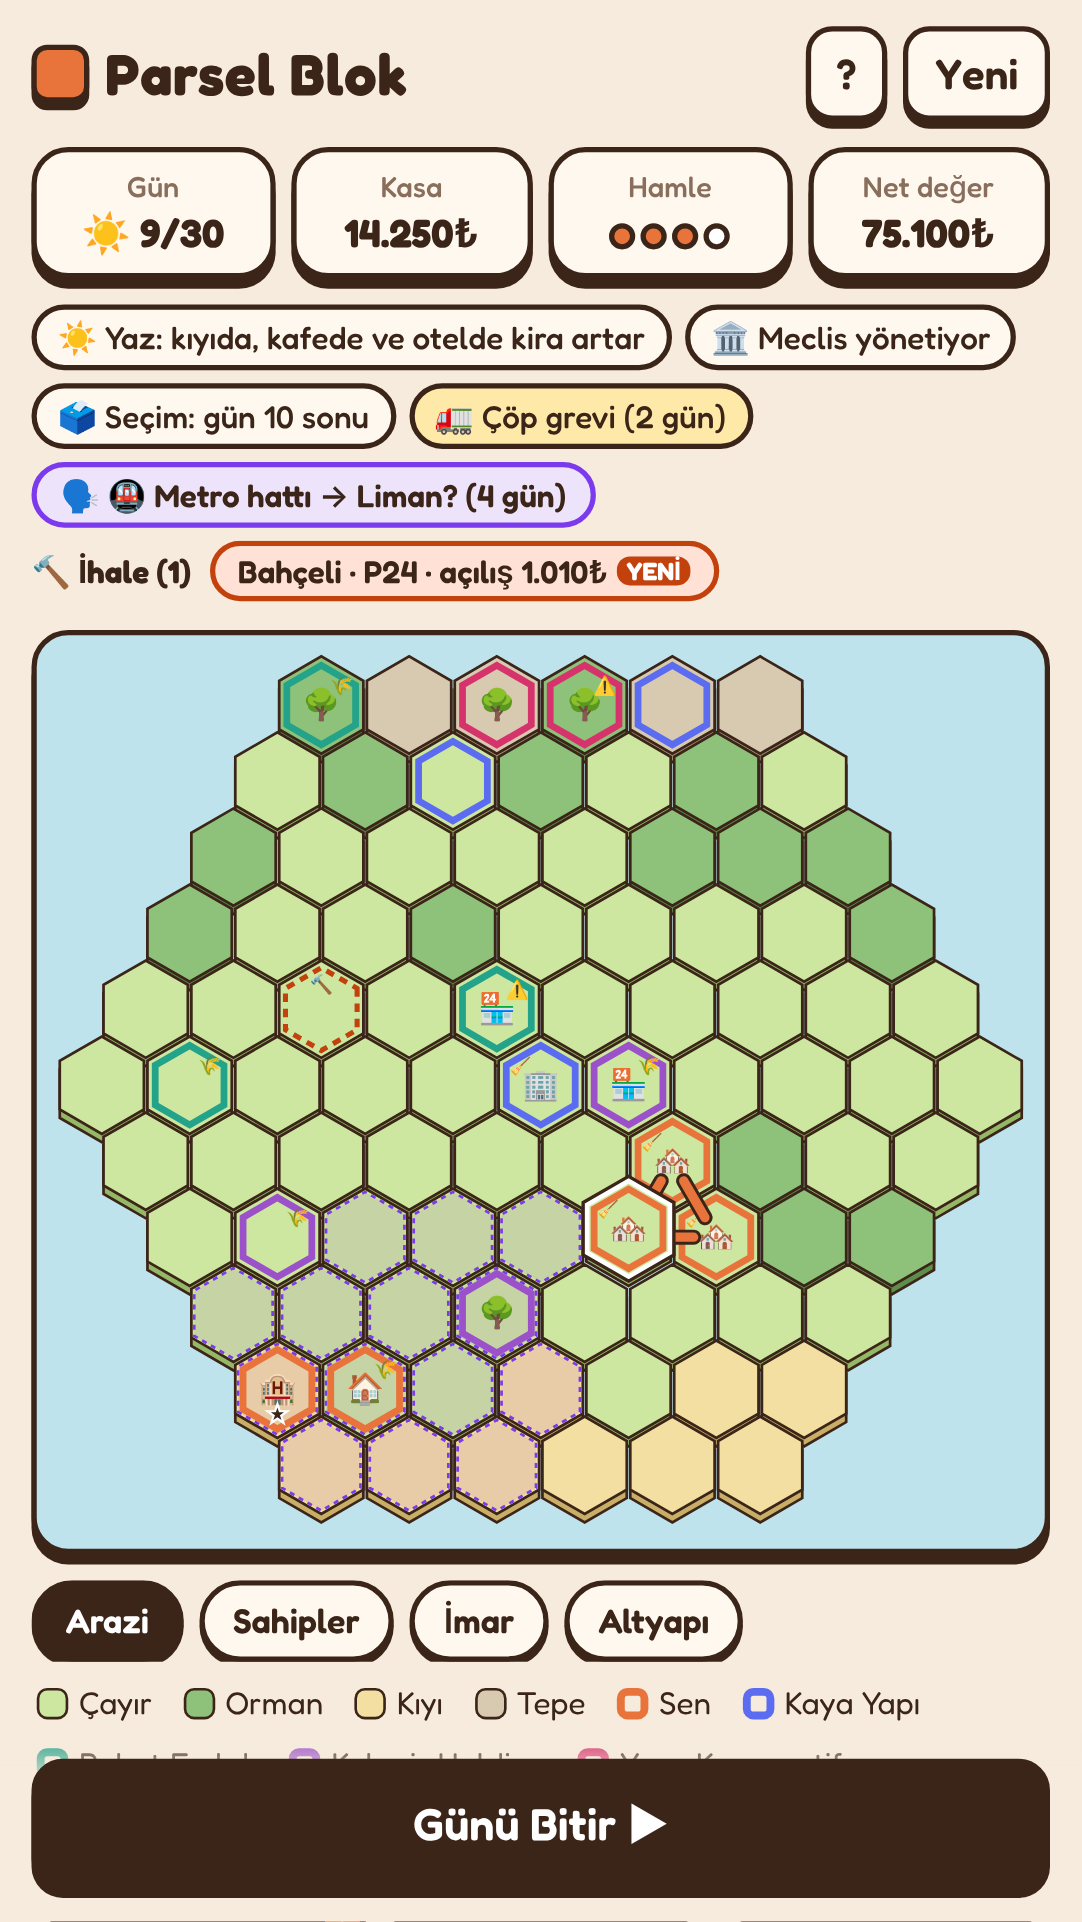 Parsel Blok
?
Yeni
Gün
9/30
Kasa
14.250₺
Hamle
Net değer
75.100₺
Yaz: kıyıda, kafede ve otelde kira artar
Meclis yönetiyor
Seçim: gün 10 sonu
Çöp grevi (2 gün)
Metro hattı → Liman? (4 gün)
İhale (1)
Bahçeli · P24 · açılış 1.010₺ YENİ
24
24
H
Arazi
Sahipler
İmar
Altyapı
Çayır
Orman
Kıyı
Tepe
Sen
Kaya Yapı
Günü Bitir